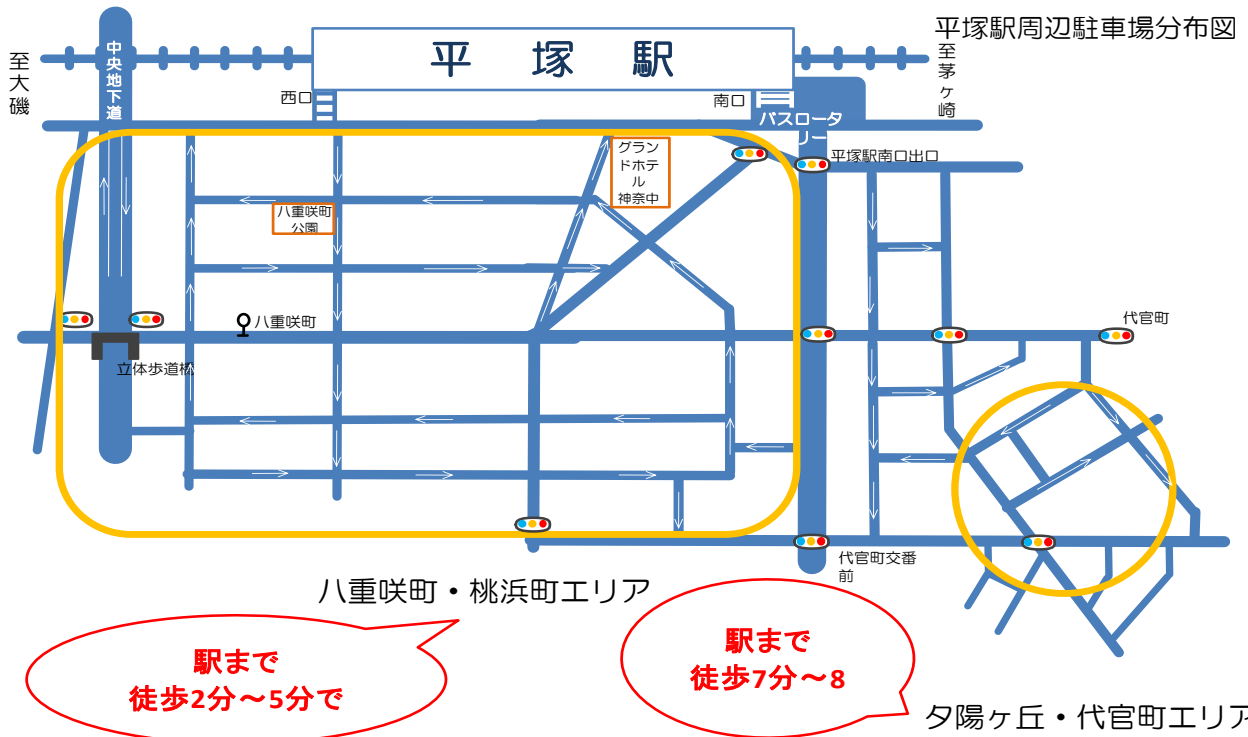 平塚駅周辺駐車場分布図
中央地下道
平塚駅
至大磯
至茅ヶ崎
西口
南口
バスロータ
リー
グラン
ドホテ
ル
神奈中
平塚駅南口出口
八重咲町
公園
八重咲町
代官町
立体歩道
代官町交番
前
八重咲町・桃浜町エリア
駅まで
徒歩2分～5分で
駅まで
徒歩7分～8
夕陽ヶ丘・代官町エリア